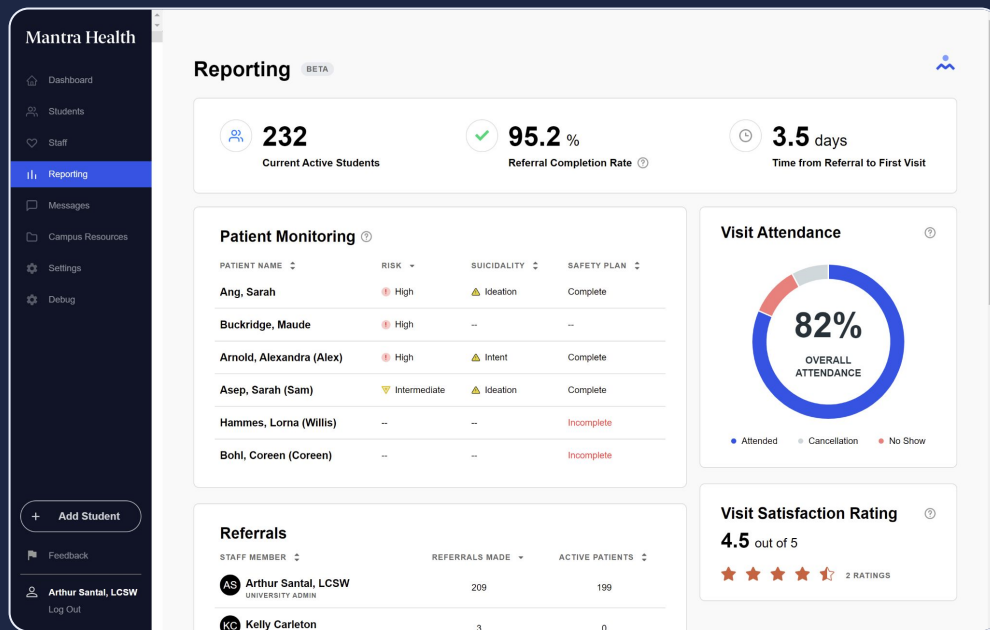 Mantra Health
Dashboard
Students
Staff
Reporting
Messages
Campus Resources
Settings
Debug
+ Add Student
Feedback
Arthur Santal, LCSW
Log Out
Reporting BETA
232
Current Active Students
95.2 %
Referral Completion Rate ?
3.5 days
Time from Referral to First Visit
Patient Monitoring ?
PATIENT NAME RISK SUICIDALITY SAFETY PLAN
Ang, Sarah ! High Ideation Complete
Buckridge, Maude ! High -- --
Arnold, Alexandra (Alex) ! High Intent Complete
Asep, Sarah (Sam) Intermediate Ideation Complete
Hammes, Lorna (Willis) -- -- Incomplete
Bohl, Coreen (Coreen) -- -- Incomplete
Visit Attendance ?
82%
OVERALL
ATTENDANCE
Attended Cancellation No Show
Referrals
STAFF MEMBER REFERRALS MADE ACTIVE PATIENTS
AS Arthur Santal, LCSW 209 199
UNIVERSITY ADMIN
KC Kelly Carleton 3 0
Visit Satisfaction Rating ?
4.5 out of 5
2 RATINGS